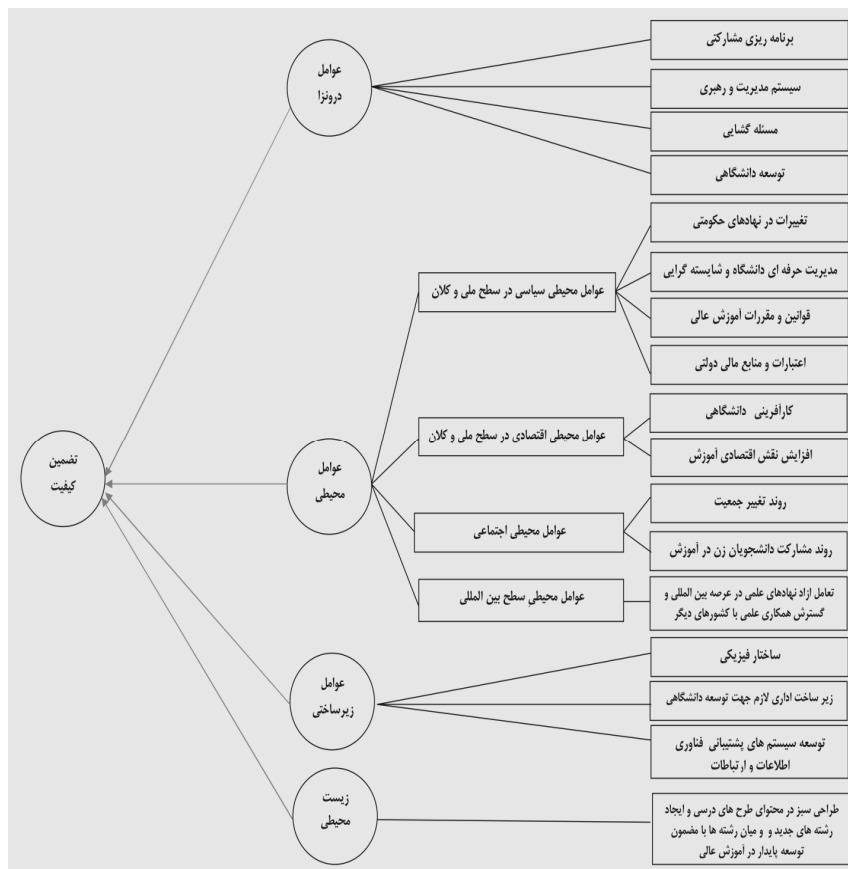 برنامه ریزی مشارکتی
سیستم مدیریت و رهبری
مسئله گشایی
توسعه دانشگاهی
عوامل
درونزا
تغییرات در نهادهای حکومتی
مدیریت حرفه ای دانشگاه و شایسته گرایی
قوانین و مقررات آموزش عالی
اعتبارات و منابع مالی دولتی
عوامل محیطی سیاسی در سطح ملی و کلان
کارآفرینی دانشگاهی
افزایش نقش اقتصادی آموزش
عوامل محیطی اقتصادی در سطح ملی و کلان
روند تغییر جمعیت
روند مشارکت دانشجویان زن در آموزش
عوامل محیطی اجتماعی
تعامل ازاد نهادهای علمی در عرصه بین المللی و
گسترش همکاری علمی با کشورهای دیگر
عوامل محیطی سطح بین المللی
عوامل
محیطی
ساختار فیزیکی
زیر ساخت اداری لازم جهت توسعه دانشگاهی
توسعه سیستم های پشتیبانی فناوری
اطلاعات و ارتباطات
عوامل
زیرساختی
طراحی سبز در محتوای طرح های درسی و ایجاد
رشته های جدید و و میان رشته ها با مضمون
توسعه پایدار در آموزش عالی
زیست
محیطی
تضمین
کیفیت